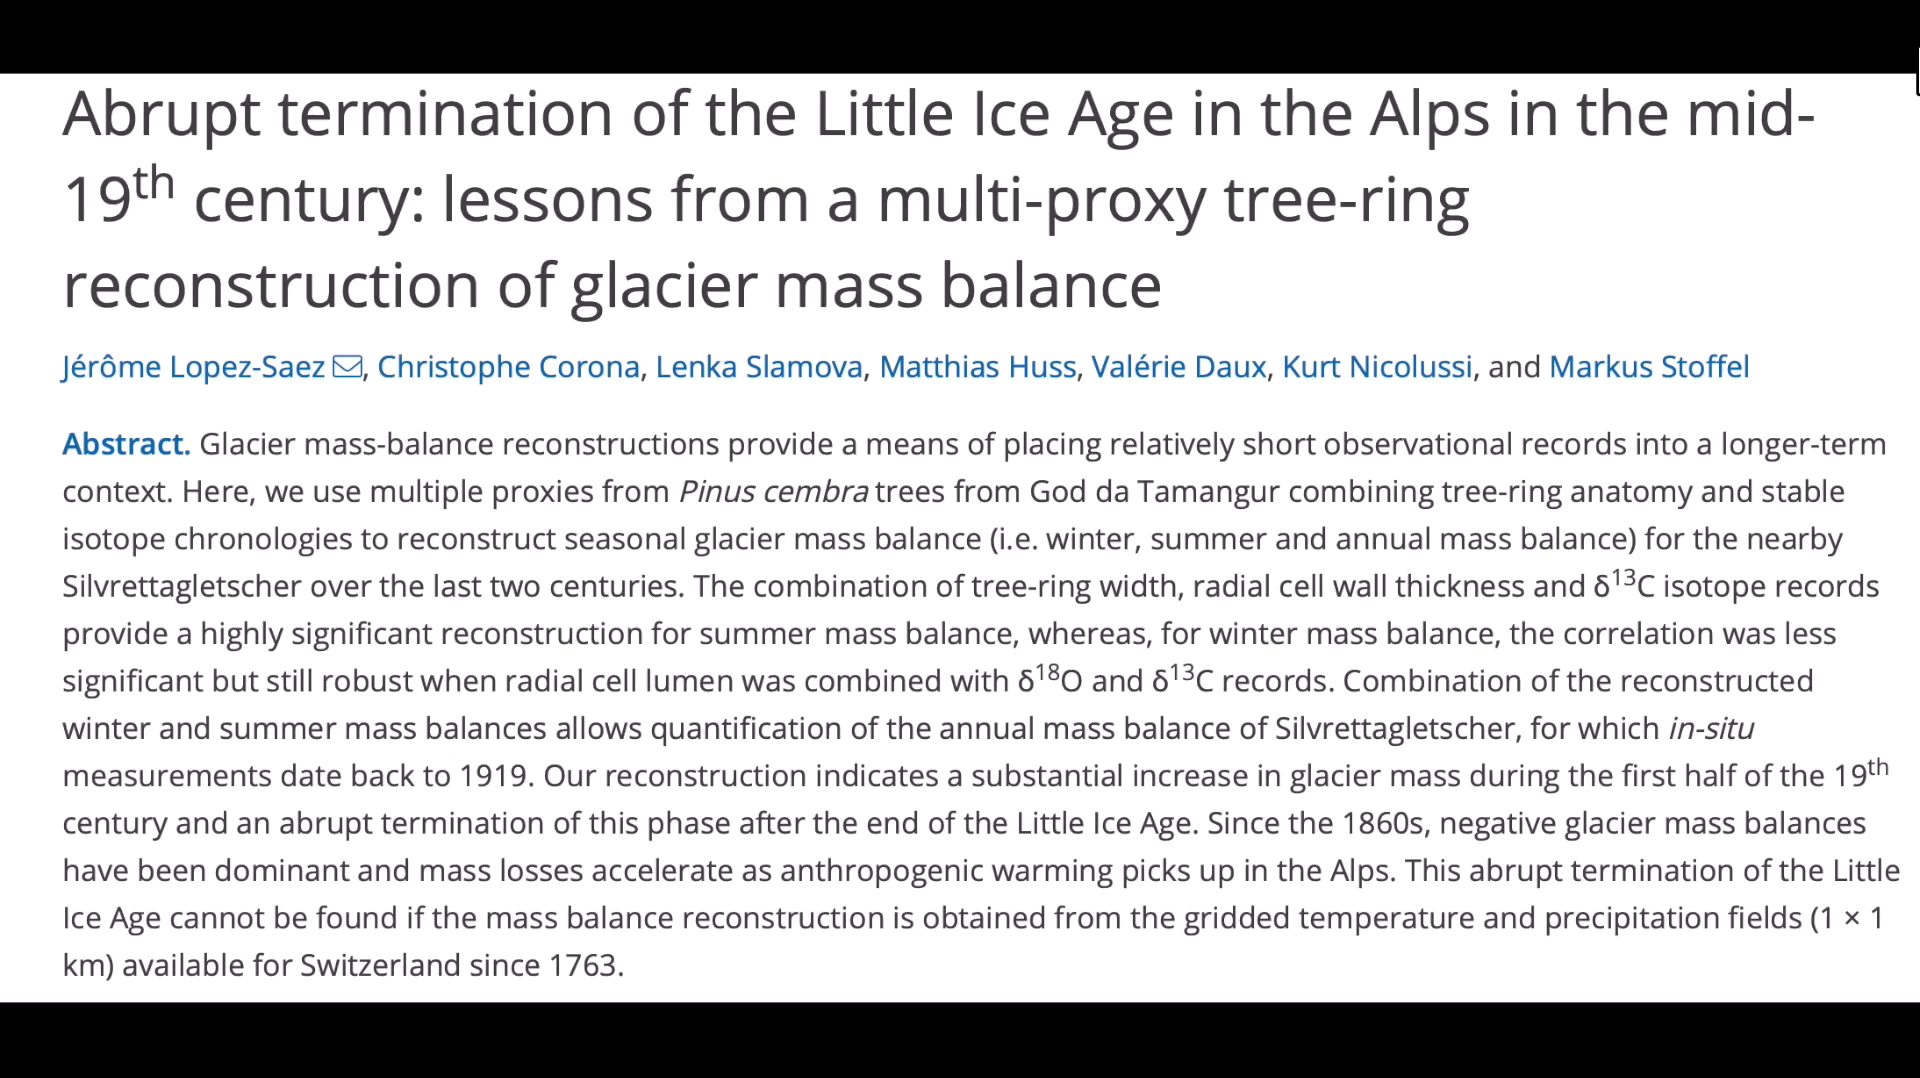 Abrupt termination of the Little Ice Age in the Alps in the mid-
19th century: lessons from a multi-proxy tree-ring
reconstruction of glacier mass balance
Jérôme Lopez-Saez, Christophe Corona, Lenka Slamova, Matthias Huss, Valérie Daux, Kurt Nicolussi, and Markus Stoffel
Abstract. Glacier mass-balance reconstructions provide a means of placing relatively short observational records into a longer-term
context. Here, we use multiple proxies from Pinus cembra trees from God da Tamangur combining tree-ring anatomy and stable
isotope chronologies to reconstruct seasonal glacier mass balance (i.e. winter, summer and annual mass balance) for the nearby
Silvrettagletscher over the last two centuries. The combination of tree-ring width, radial cell wall thickness and δ13C isotope records
provide a highly significant reconstruction for summer mass balance, whereas, for winter mass balance, the correlation was less
significant but still robust when radial cell lumen was combined with δ18O and δ13C records. Combination of the reconstructed
winter and summer mass balances allows quantification of the annual mass balance of Silvrettagletscher, for which in-situ
measurements date back to 1919. Our reconstruction indicates a substantial increase in glacier mass during the first half of the 19th
century and an abrupt termination of this phase after the end of the Little Ice Age. Since the 1860s, negative glacier mass balances
have been dominant and mass losses accelerate as anthropogenic warming picks up in the Alps. This abrupt termination of the Little
Ice Age cannot be found if the mass balance reconstruction is obtained from the gridded temperature and precipitation fields (1 × 1
km) available for Switzerland since 1763.